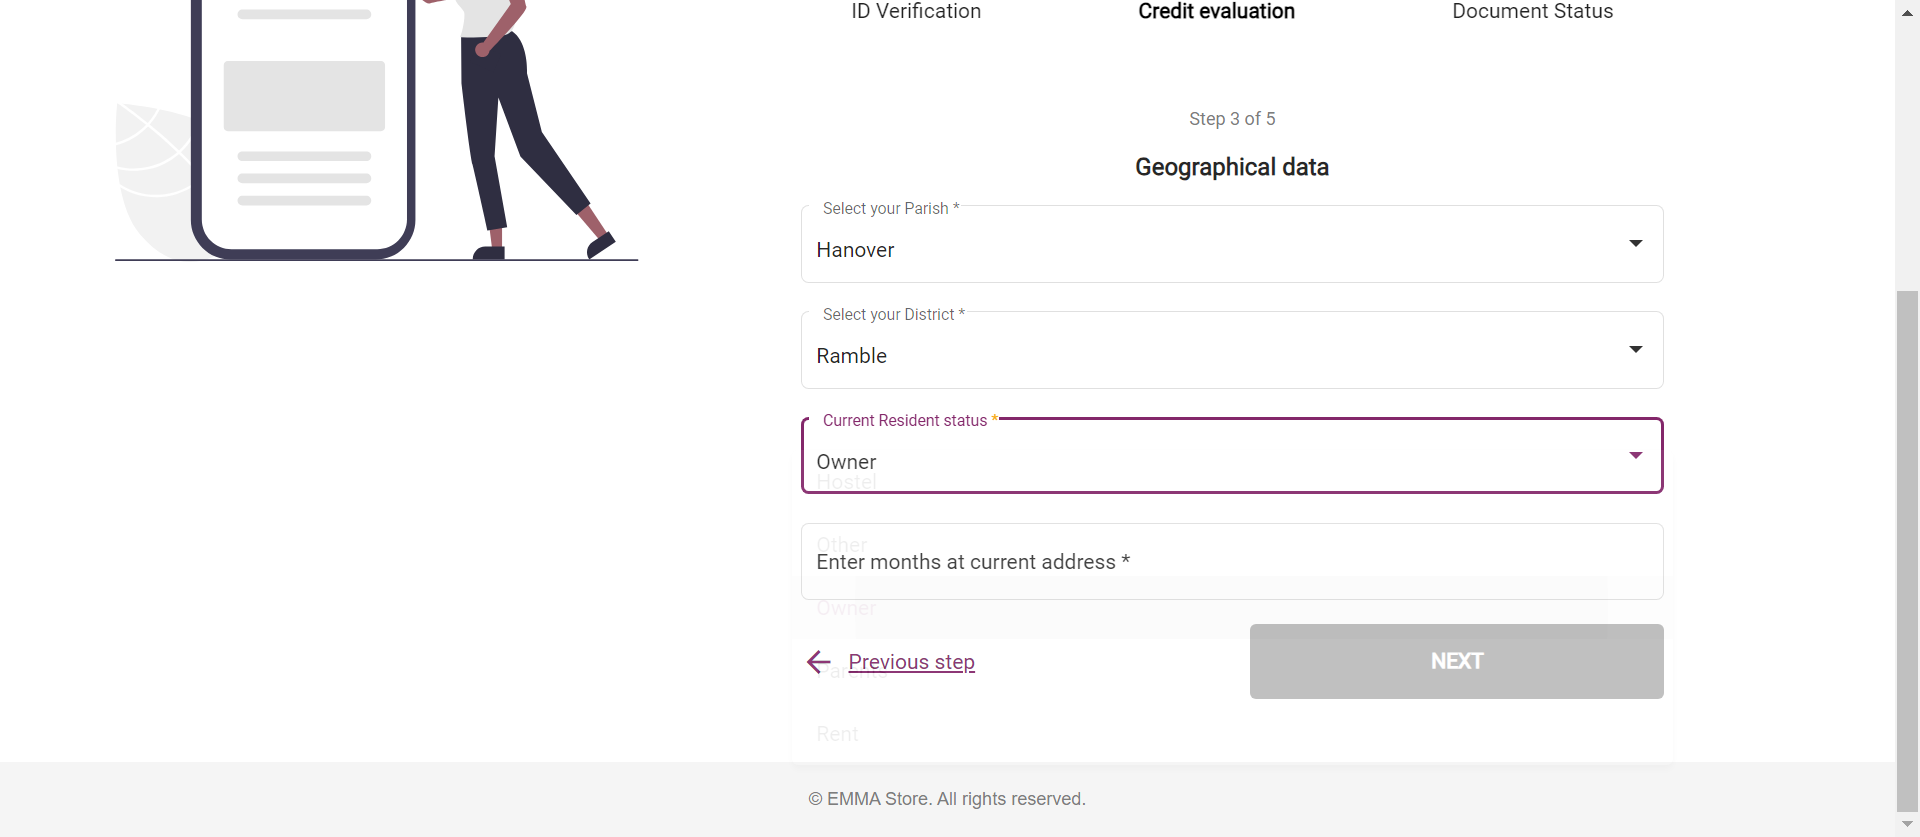 ID Verification
Credit evaluation
Document Status
Step 3 of 5
Geographical data
Select your Parish *
Hanover
Select your District *
Ramble
Current Resident status *
Owner
Hostel
Other
Enter months at current address *
Owner
Parents
Previous step
NEXT
Rent
© EMMA Store. All rights reserved.